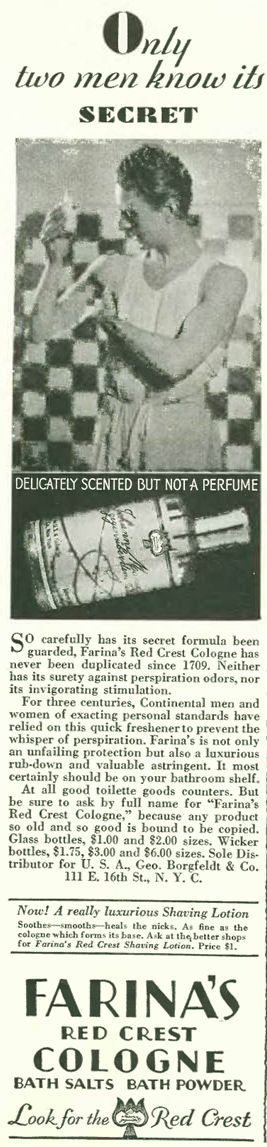 Only
two men know its
SECRET
DELICATELY SCENTED BUT NOT A PERFUME
SO carefully has its secret formula been
guarded, Farina's Red Crest Cologne has
never been duplicated since 1709. Neither
has its surety against perspiration odors, nor
its invigorating stimulation.
For three centuries, Continental men and
women of exacting personal standards have
relied on this quick freshener to prevent the
whisper of perspiration. Farina's is not only
an unfailing protection but also a luxurious
rub-down and valuable astringent. It most
certainly should be on your bathroom shelf.
At all good toilette goods counters. But
be sure to ask by full name for "Farina's
Red Crest Cologne," because any product
so old and so good is bound to be copied.
Glass bottles, $1.00 and $2.00 sizes. Wicker
bottles, $1.75, $3.00 and $6.00 sizes. Sole Dis-
tributor for U. S. A., Geo. Borgfeldt & Co.
111 E. 16th St., N. Y. C.
Now! A really luxurious Shaving Lotion
Soothes—smooths—heals the nicks. As fine as the
cologne which forms its base. Ask at the better shops
for Farina's Red Crest Shaving Lotion. Price $1.
FARINA'S
RED CREST
COLOGNE
BATH SALTS BATH POWDER
Look for the Red Crest